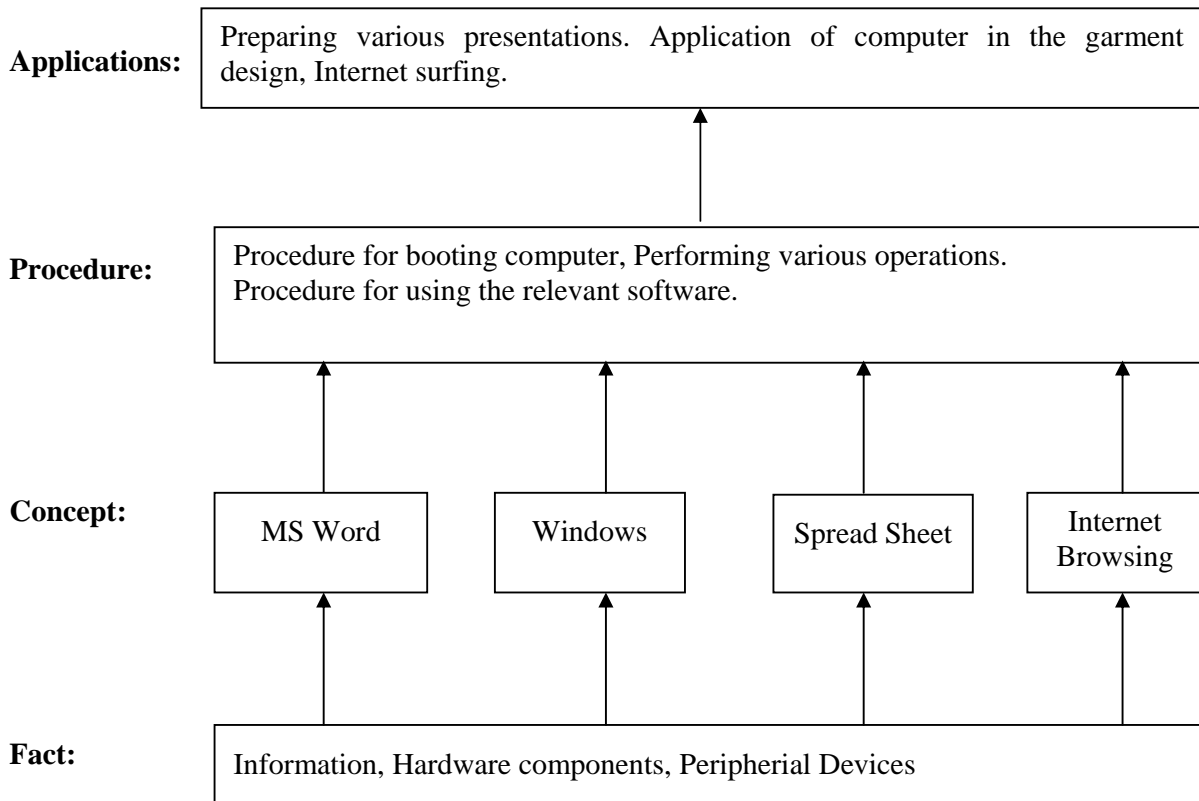 Applications:
Preparing various presentations. Application of computer in the garment
design, Internet surfing.
Procedure:
Procedure for booting computer, Performing various operations.
Procedure for using the relevant software.
Concept:
MS Word
Windows
Spread Sheet
Internet
Browsing
Fact:
Information, Hardware components, Peripherial Devices